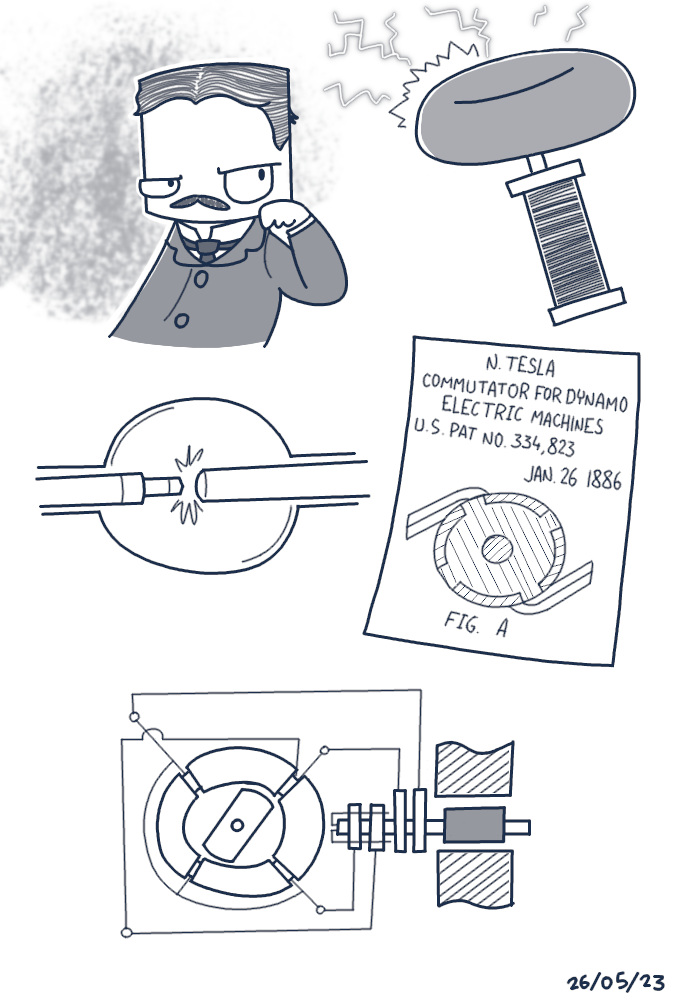 N. TESLA
COMMUTATOR FOR DYNAMO
ELECTRIC MACHINES
U.S. PAT NO. 334,823
JAN. 26 1886
FIG. A
26/05/23